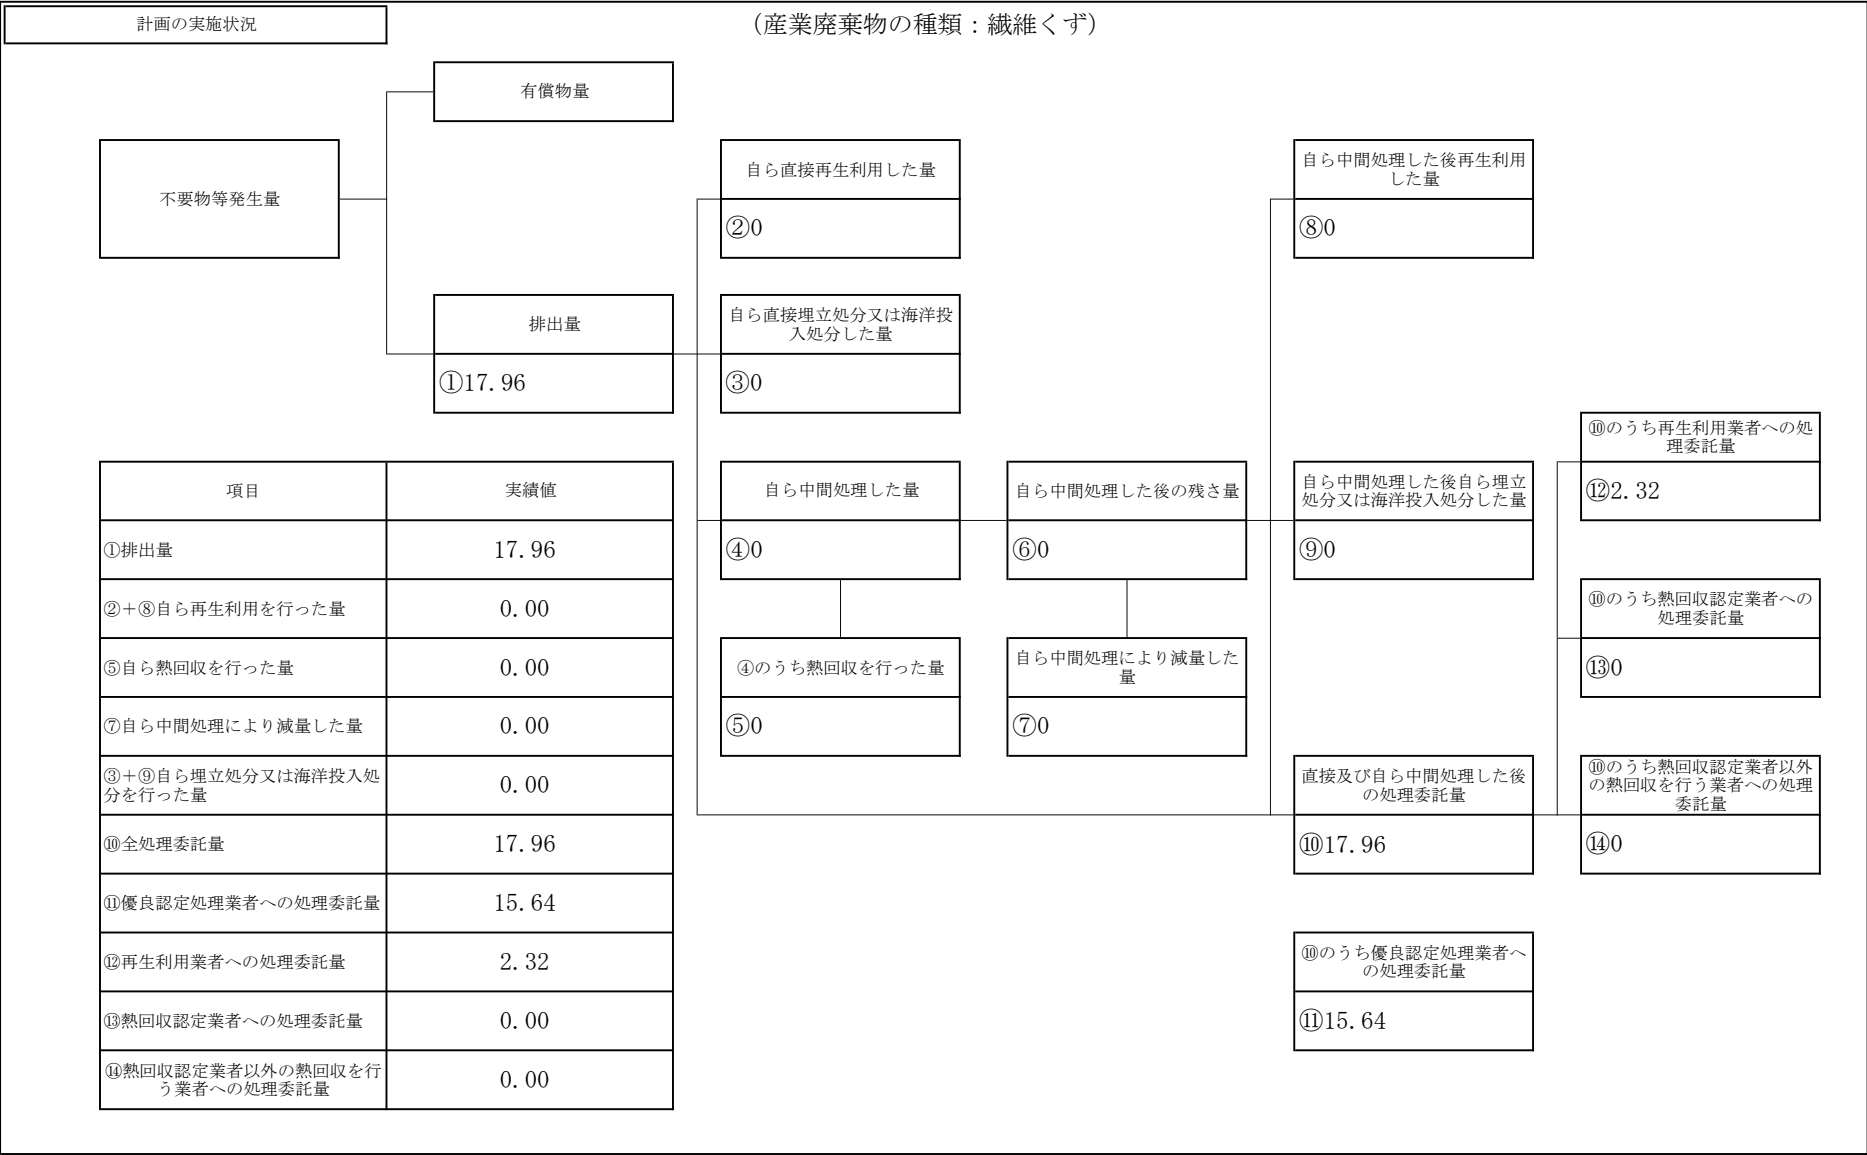 計画の実施状況
（産業廃棄物の種類：繊維くず）
有償物量
不要物等発生量
自ら直接再生利用した量
②0
自ら中間処理した後再生利用
した量
⑧0
排出量
①17.96
自ら直接埋立処分又は海洋投
入処分した量
③0
⑩のうち再生利用業者への処
理委託量
⑫2.32
自ら中間処理した量
④0
自ら中間処理した後の残さ量
⑥0
自ら中間処理した後自ら埋立
処分又は海洋投入処分した量
⑨0
⑩のうち熱回収認定業者への
処理委託量
⑬0
④のうち熱回収を行った量
⑤0
自ら中間処理により減量した
量
⑦0
直接及び自ら中間処理した後
の処理委託量
⑩17.96
⑩のうち熱回収認定業者以外
の熱回収を行う業者への処理
委託量
⑭0
⑩のうち優良認定処理業者へ
の処理委託量
⑪15.64
項目 実績値
①排出量 17.96
②＋⑧自ら再生利用を行った量 0.00
⑤自ら熱回収を行った量 0.00
⑦自ら中間処理により減量した量 0.00
③＋⑨自ら埋立処分又は海洋投入処
分を行った量 0.00
⑩全処理委託量 17.96
⑪優良認定処理業者への処理委託量 15.64
⑫再生利用業者への処理委託量 2.32
⑬熱回収認定業者への処理委託量 0.00
⑭熱回収認定業者以外の熱回収を行
う業者への処理委託量 0.00